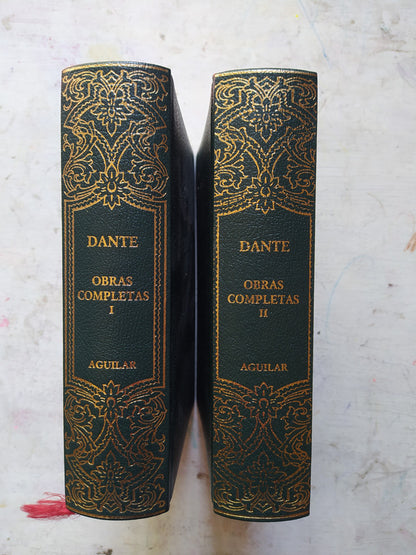 DANTE
OBRAS
COMPLETAS
I
AGUILAR
DANTE
OBRAS
COMPLETAS
II
AGUILAR